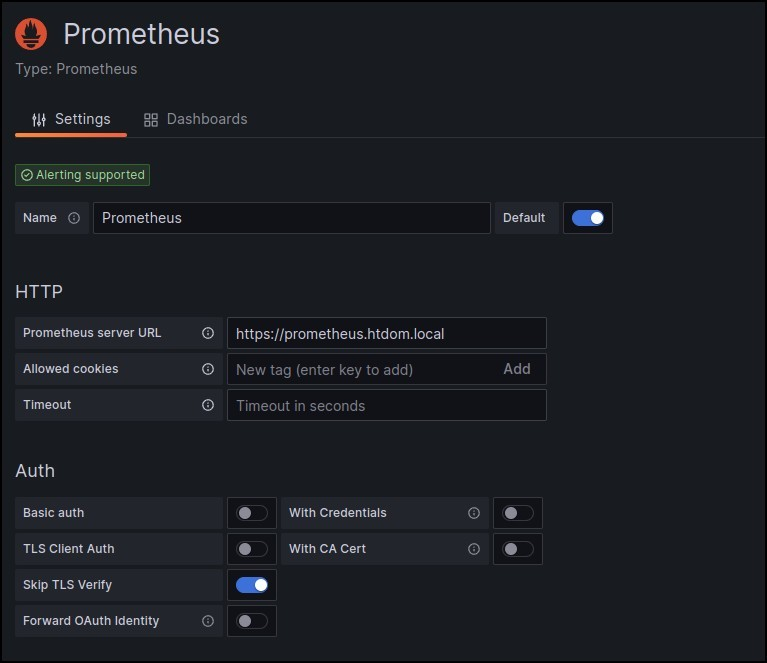 Prometheus
Type: Prometheus
Settings Dashboards
Alerting supported
Name Prometheus Default
HTTP
Prometheus server URL https://prometheus.htdom.local
Allowed cookies New tag (enter key to add) Add
Timeout Timeout in seconds
Auth
Basic auth With Credentials
TLS Client Auth With CA Cert
Skip TLS Verify
Forward OAuth Identity